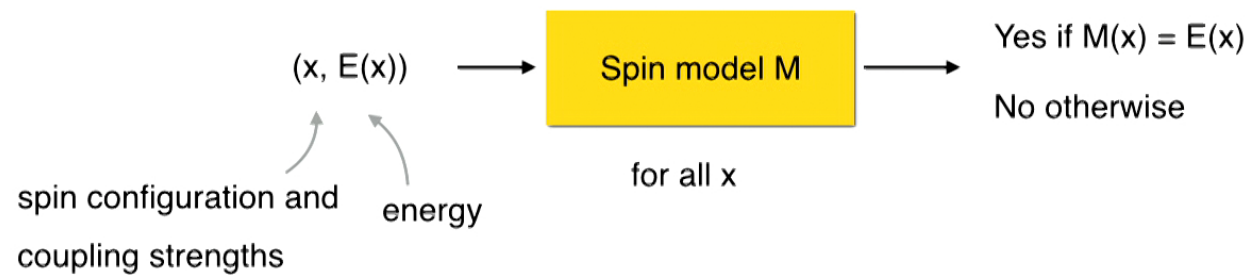 (x, E(x))
Spin model M
Yes if M(x) = E(x)
No otherwise
for all x
spin configuration and
coupling strengths
energy